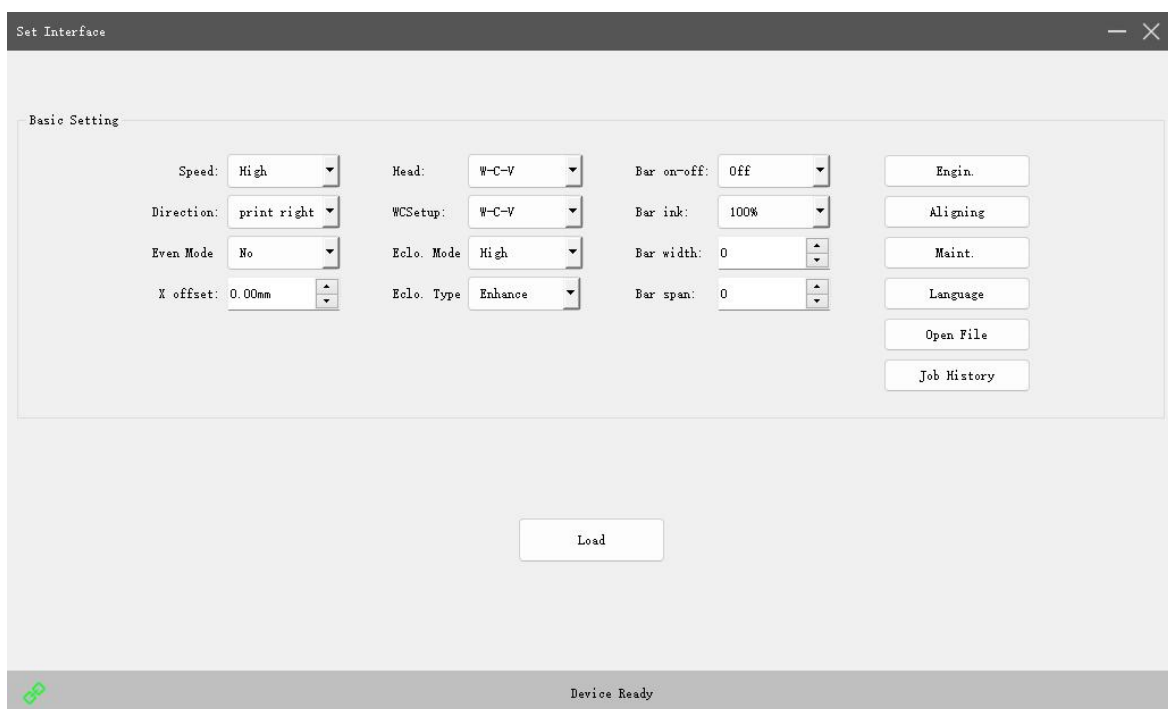 Set Interface
Basic Setting
Speed: High Head: W-C-V Bar on-off: Off Engin.
Direction: print right WCSetup: W-C-V Bar ink: 100% Aligning
Even Mode No Eclo. Mode High Bar width: 0 Maint.
X offset: 0.00mm Eclo. Type Enhance Bar span: 0 Language
Open File
Job History
Load
Device Ready